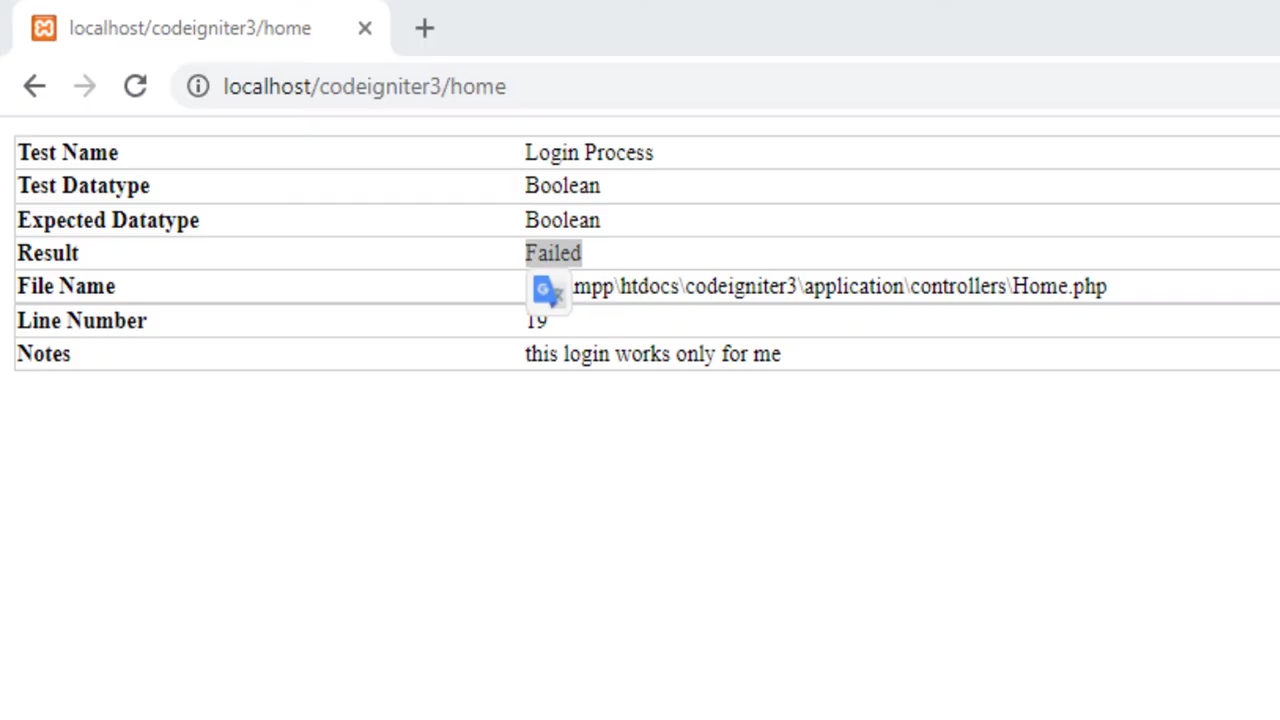 localhost/codeigniter3/home
localhost/codeigniter3/home
Test Name Login Process
Test Datatype Boolean
Expected Datatype Boolean
Result Failed
File Name mpp\htdocs\codeigniter3\application\controllers\Home.php
Line Number 19
Notes this login works only for me